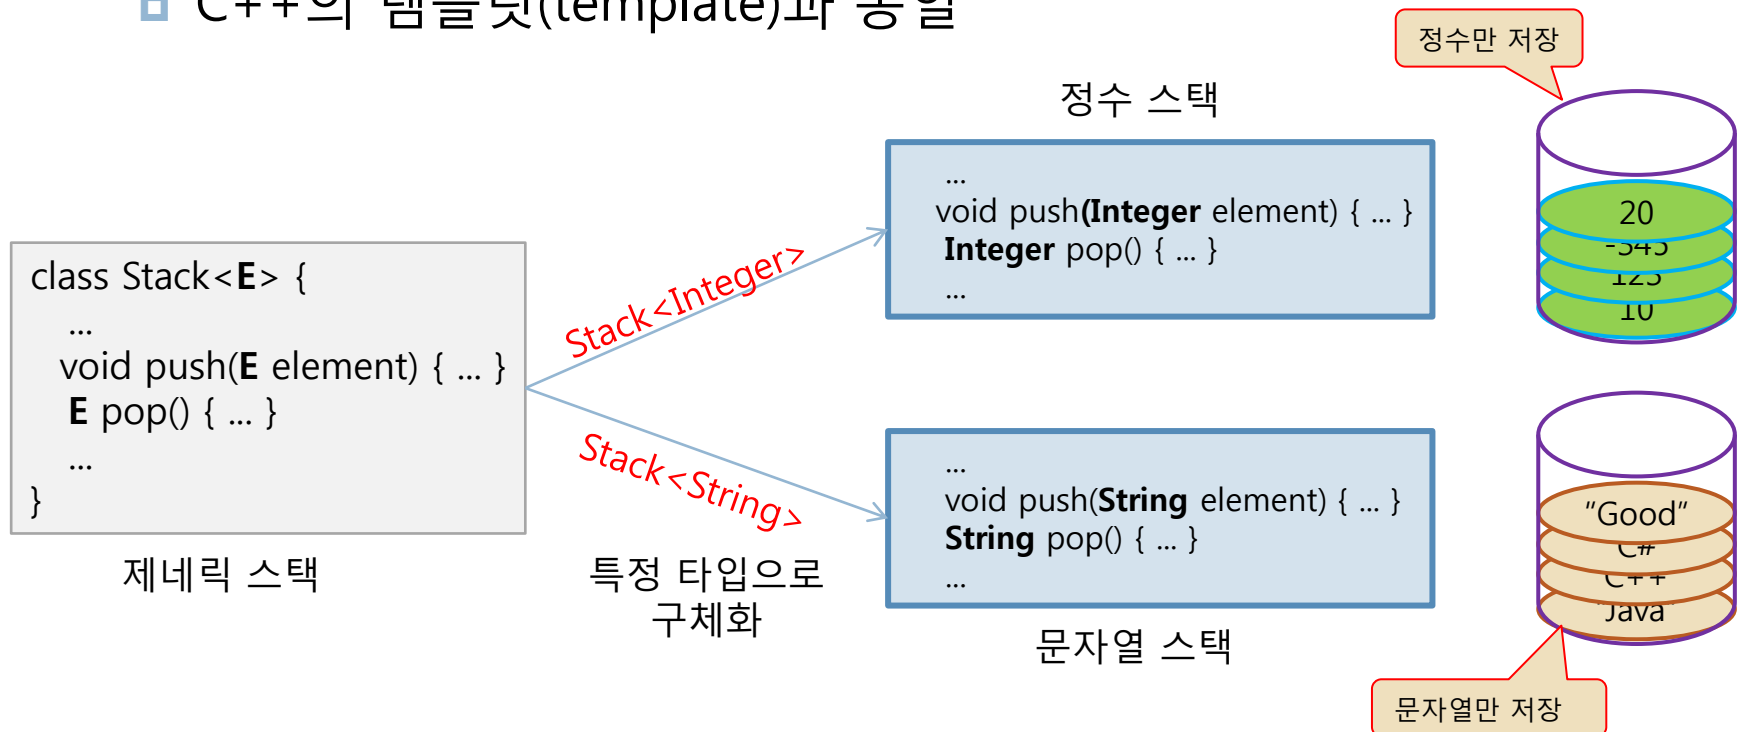 C++의 템플릿(template)과 동일
정수만 저장
정수 스택
...
void push(Integer element) { ... }
Integer pop() { ... }
...
20
-345
123
10
class Stack<E> {
...
void push(E element) { ... }
E pop() { ... }
...
}
제네릭 스택
Stack<Integer>
Stack<String>
특정 타입으로
구체화
...
void push(String element) { ... }
String pop() { ... }
...
문자열 스택
"Good"
C#
C++
"Java"
문자열만 저장